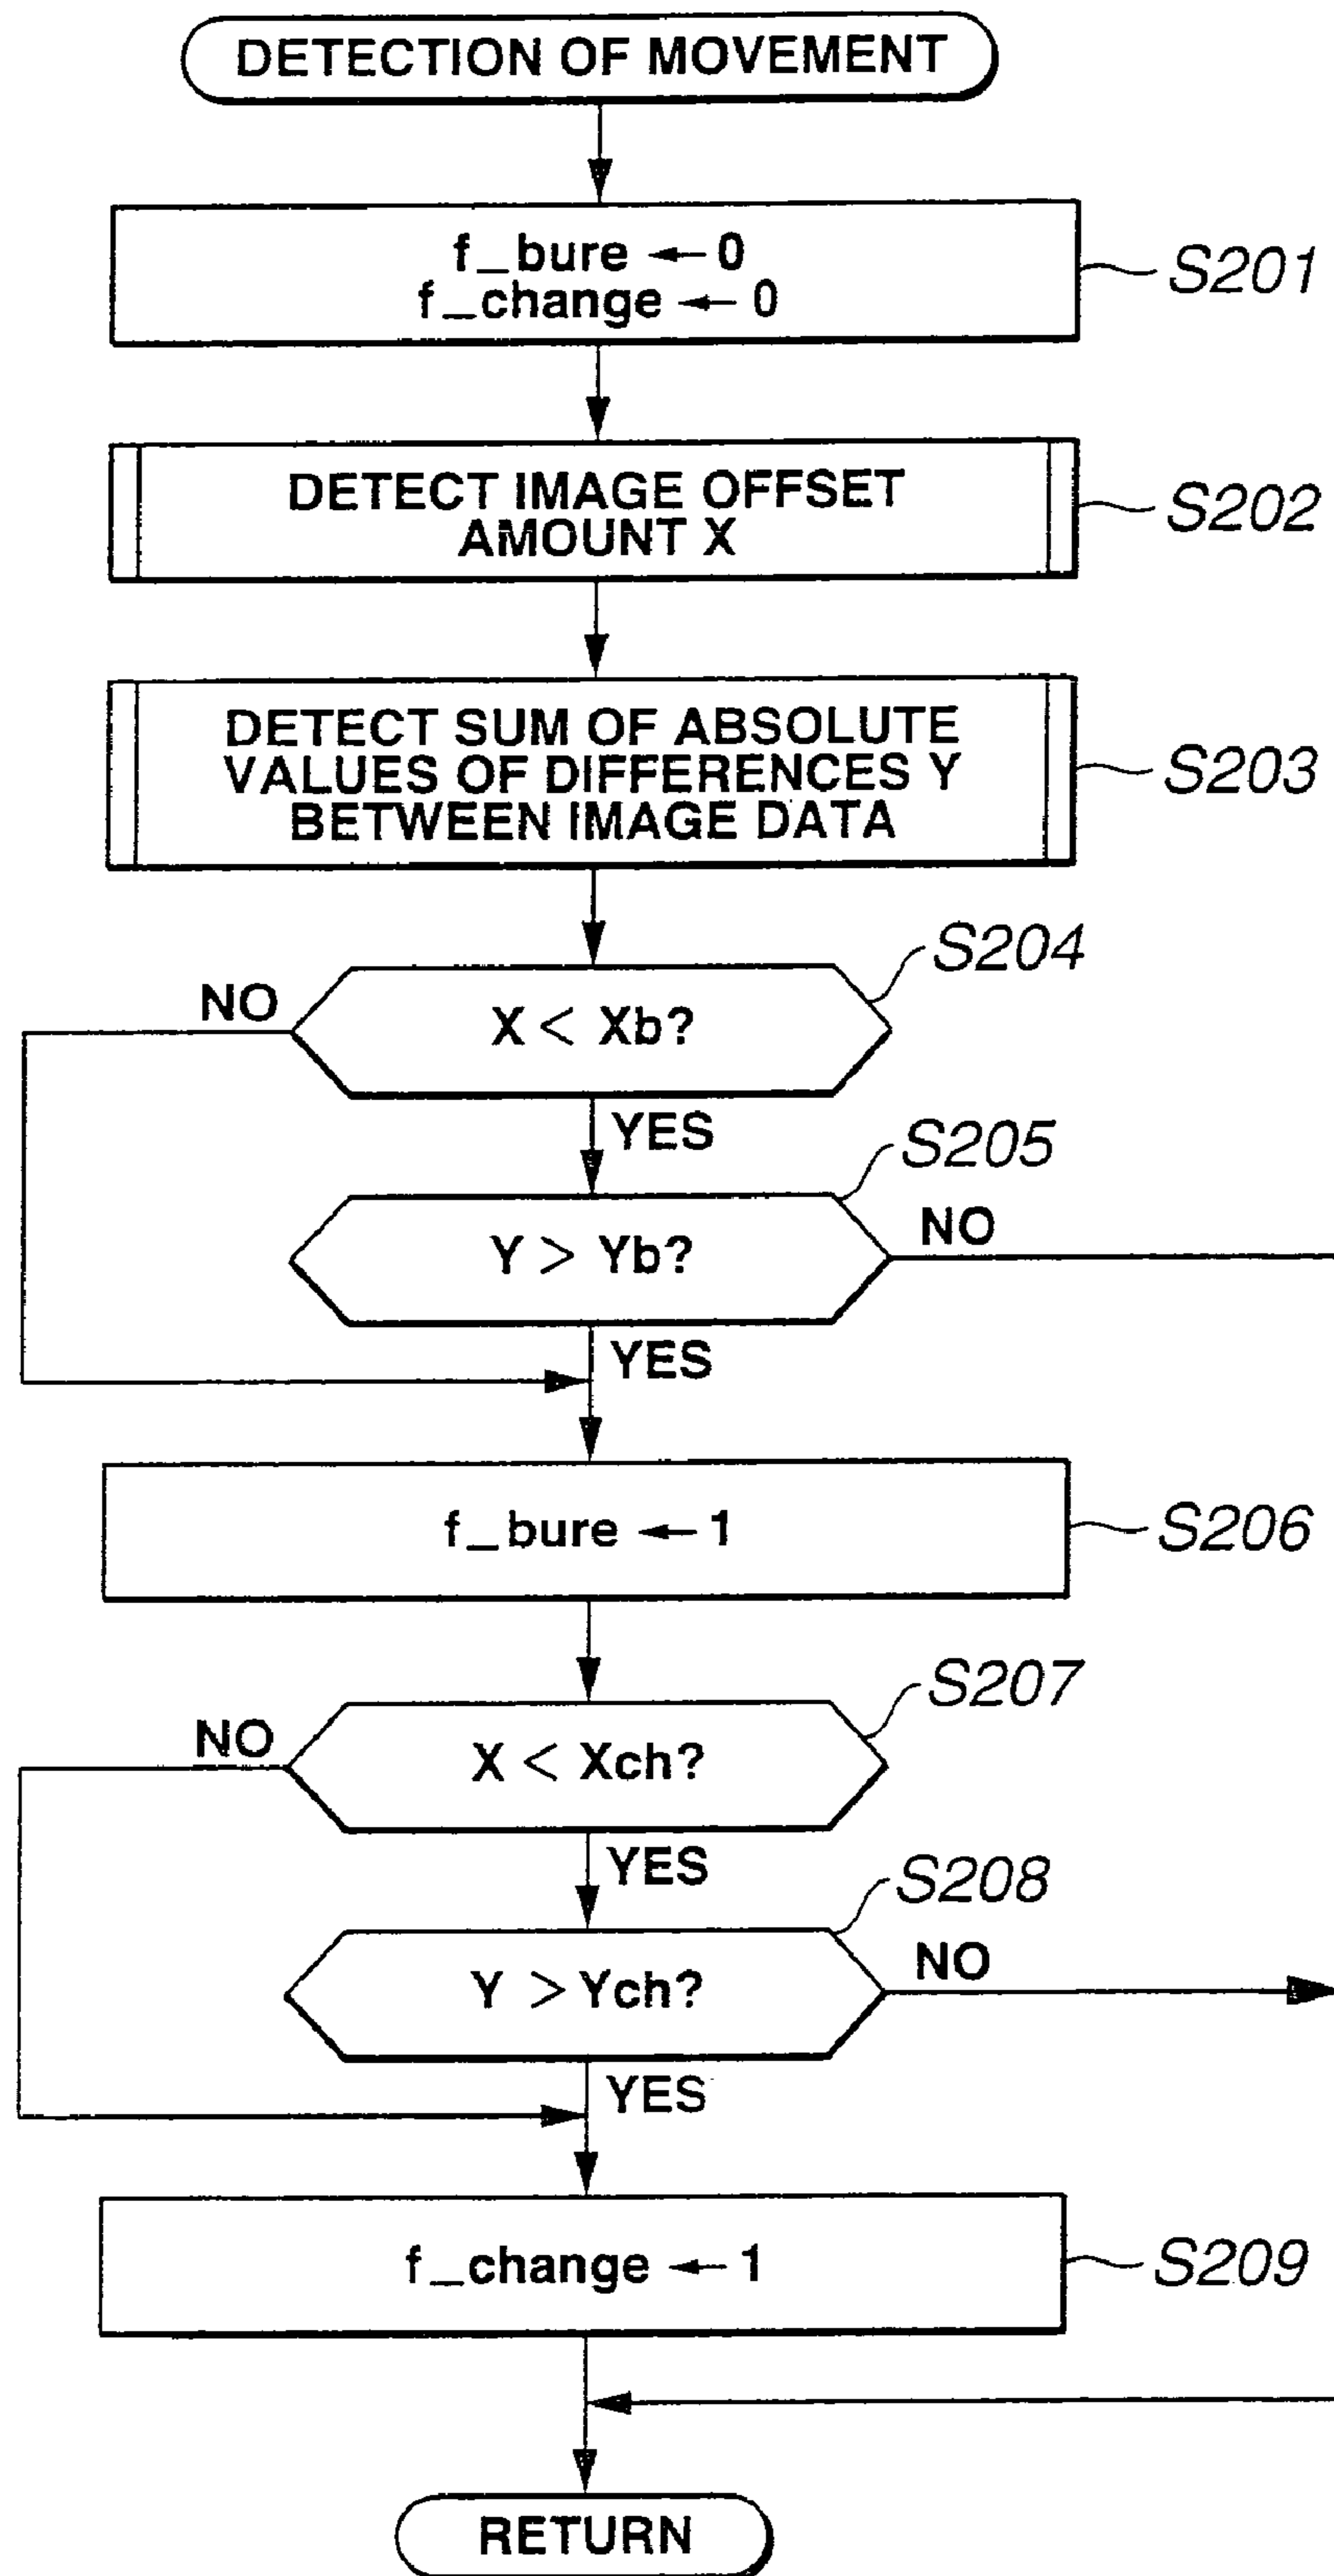 DETECTION OF MOVEMENT
f_bure ← 0
f_change ← 0
S201
DETECT IMAGE OFFSET
AMOUNT X
S202
DETECT SUM OF ABSOLUTE
VALUES OF DIFFERENCES Y
BETWEEN IMAGE DATA
S203
S204
NO
X < Xb?
YES
S205
NO
Y > Yb?
YES
f_bure ← 1
S206
S207
NO
X < Xch?
YES
S208
NO
Y > Ych?
YES
f_change ← 1
S209
RETURN